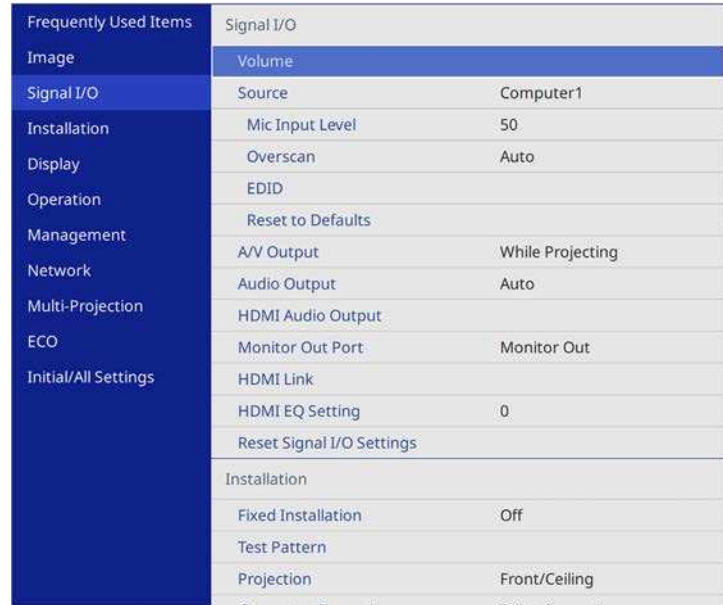 Frequently Used Items
Image
Signal I/O
Installation
Display
Operation
Management
Network
Multi-Projection
ECO
Initial/All Settings
Signal I/O
Volume
Source Computer1
Mic Input Level 50
Overscan Auto
EDID
Reset to Defaults
A/V Output While Projecting
Audio Output Auto
HDMI Audio Output
Monitor Out Port Monitor Out
HDMI Link
HDMI EQ Setting 0
Reset Signal I/O Settings
Installation
Fixed Installation Off
Test Pattern
Projection Front/Ceiling